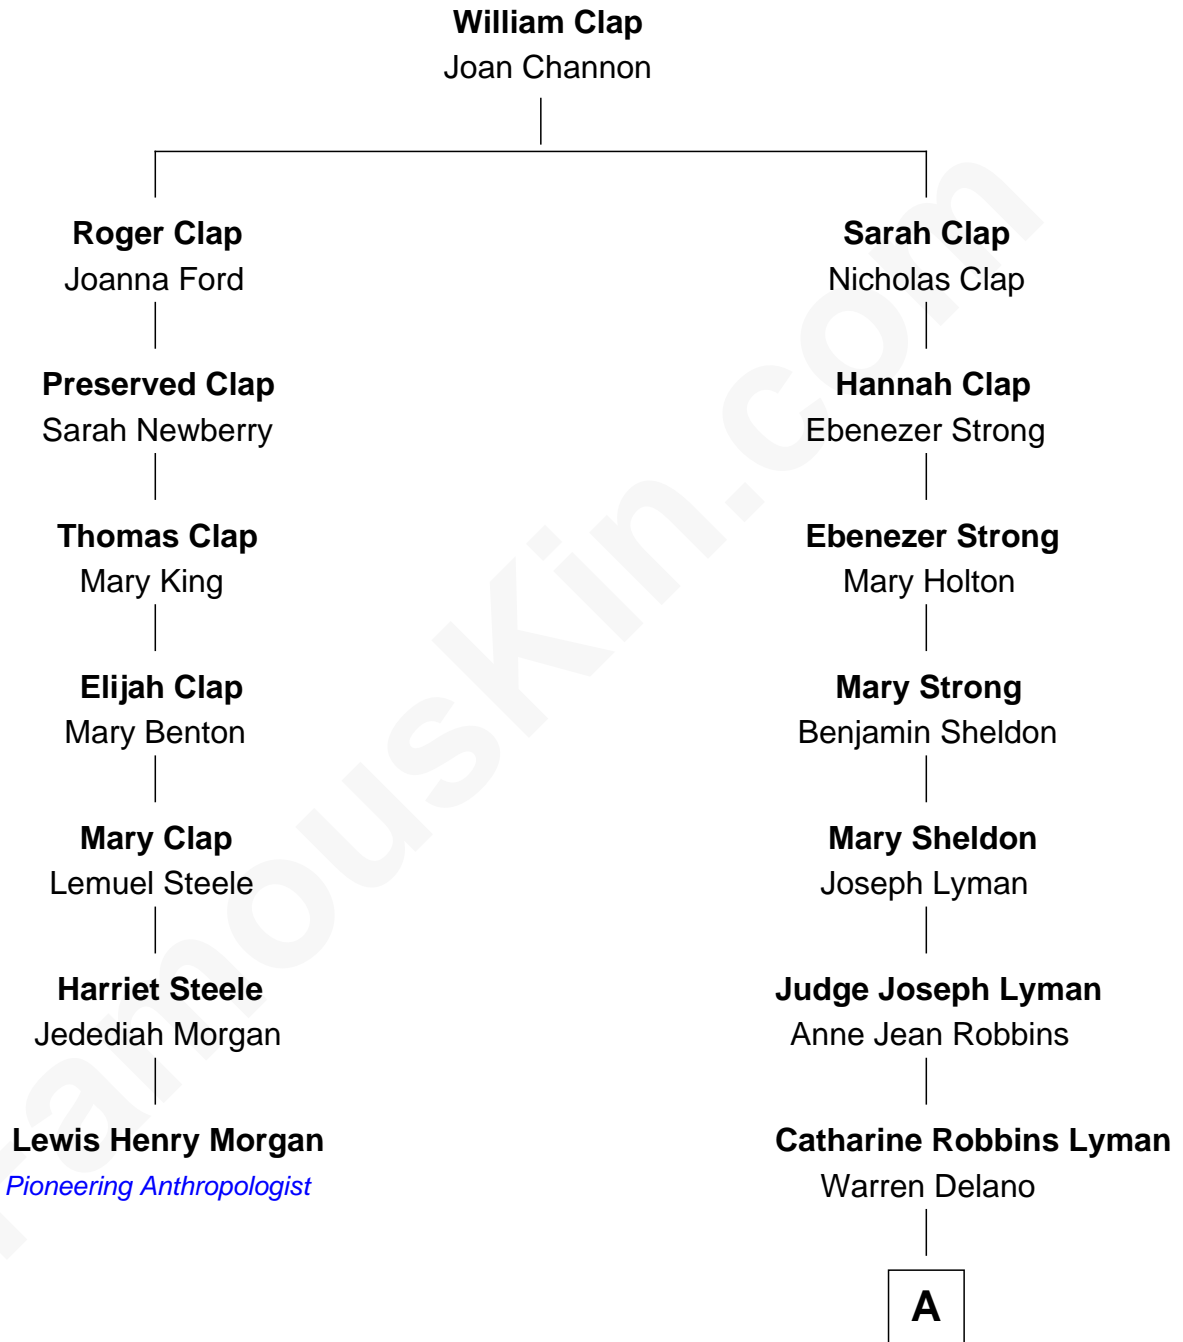 William Clap
Joan Channon
Roger Clap
Joanna Ford
Sarah Clap
Nicholas Clap
Preserved Clap
Sarah Newberry
Hannah Clap
Ebenezer Strong
Thomas Clap
Mary King
Ebenezer Strong
Mary Holton
Elijah Clap
Mary Benton
Mary Strong
Benjamin Sheldon
Mary Clap
Lemuel Steele
Mary Sheldon
Joseph Lyman
Harriet Steele
Jedediah Morgan
Judge Joseph Lyman
Anne Jean Robbins
Lewis Henry Morgan
Pioneering Anthropologist
Catharine Robbins Lyman
Warren Delano
A
FamousKin.com